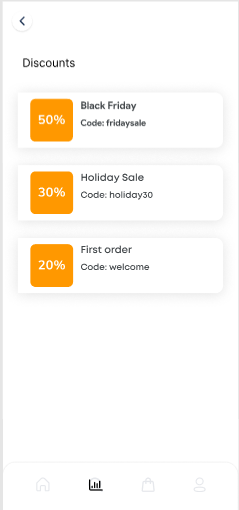 Discounts
50%
Black Friday
Code: fridaysale
30%
Holiday Sale
Code: holiday30
20%
First order
Code: welcome